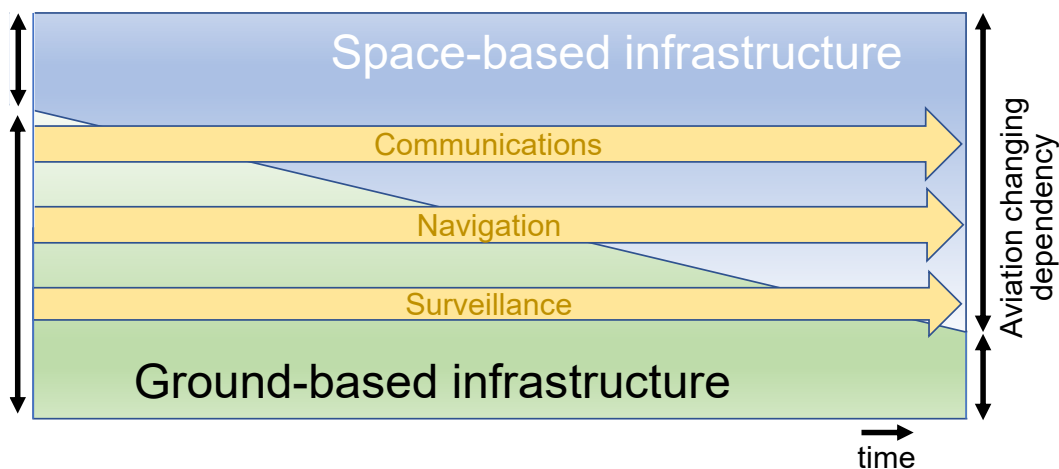 Space-based infrastructure
Communications
Navigation
Surveillance
Ground-based infrastructure
Aviation changing
dependency
time